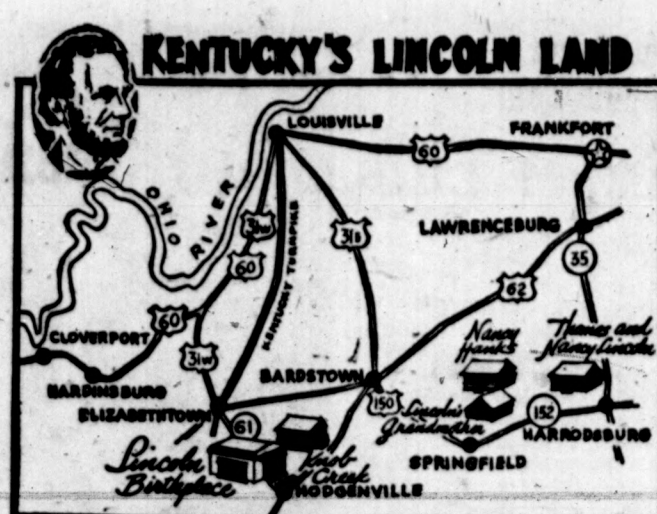 KENTUCKY'S LINCOLN LAND
LOUISVILLE
FRANKFORT
60
OHIO RIVER
31W
60
31E
LAWRENCEBURG
35
KENTUCKY TURNPIKE
62
CLOVERPORT
60
31W
HARDINSBURG
Nancy
Hanks
Thomas and
Nancy Lincoln
BARDSTOWN
ELIZABETHTOWN
61
150
Lincoln's
Grandmother
152
HARRODSBURG
Lincoln
Birthplace
Knob
Creek
SPRINGFIELD
HODGENVILLE